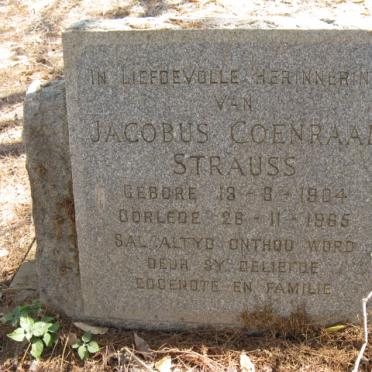 IN LIEFDEVOLLE HERINNERIN
VAN
JACOBUS COENRAAD
STRAUSS
GEBORE 13-8-1904
OORLEDE 26-11-1965
SAL ALTYD ONTHOU WORD
DEUR SY GELIEFDE
EGGENOTE EN FAMILIE